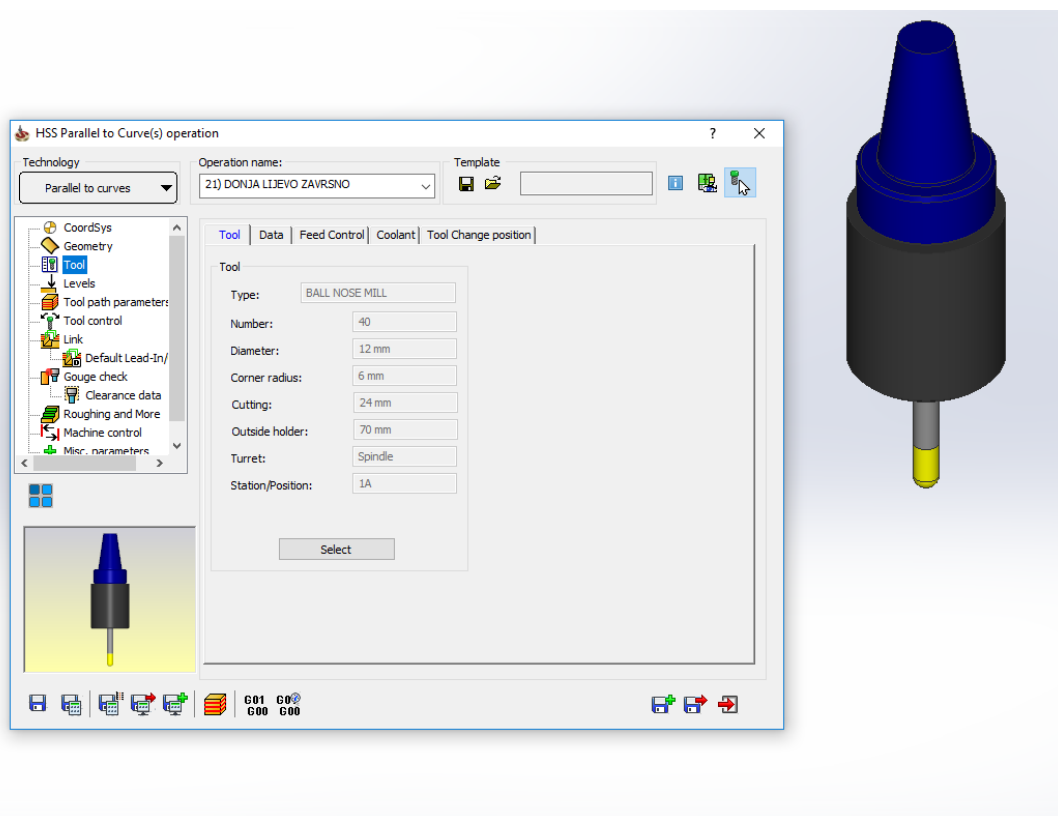 HSS Parallel to Curve(s) operation ? ×
Technology Operation name: Template
Parallel to curves 21) DONJA LIJEVO ZAVRSNO
CoordSys
Geometry
Tool
Levels
Tool path parameters
Tool control
Link
Default Lead-In/
Gouge check
Clearance data
Roughing and More
Machine control
Misc. parameters
Tool Data Feed Control Coolant Tool Change position
Tool
Type: BALL NOSE MILL
Number: 40
Diameter: 12 mm
Corner radius: 6 mm
Cutting: 24 mm
Outside holder: 70 mm
Turret: Spindle
Station/Position: 1A
Select
G01 G0
G00 G00